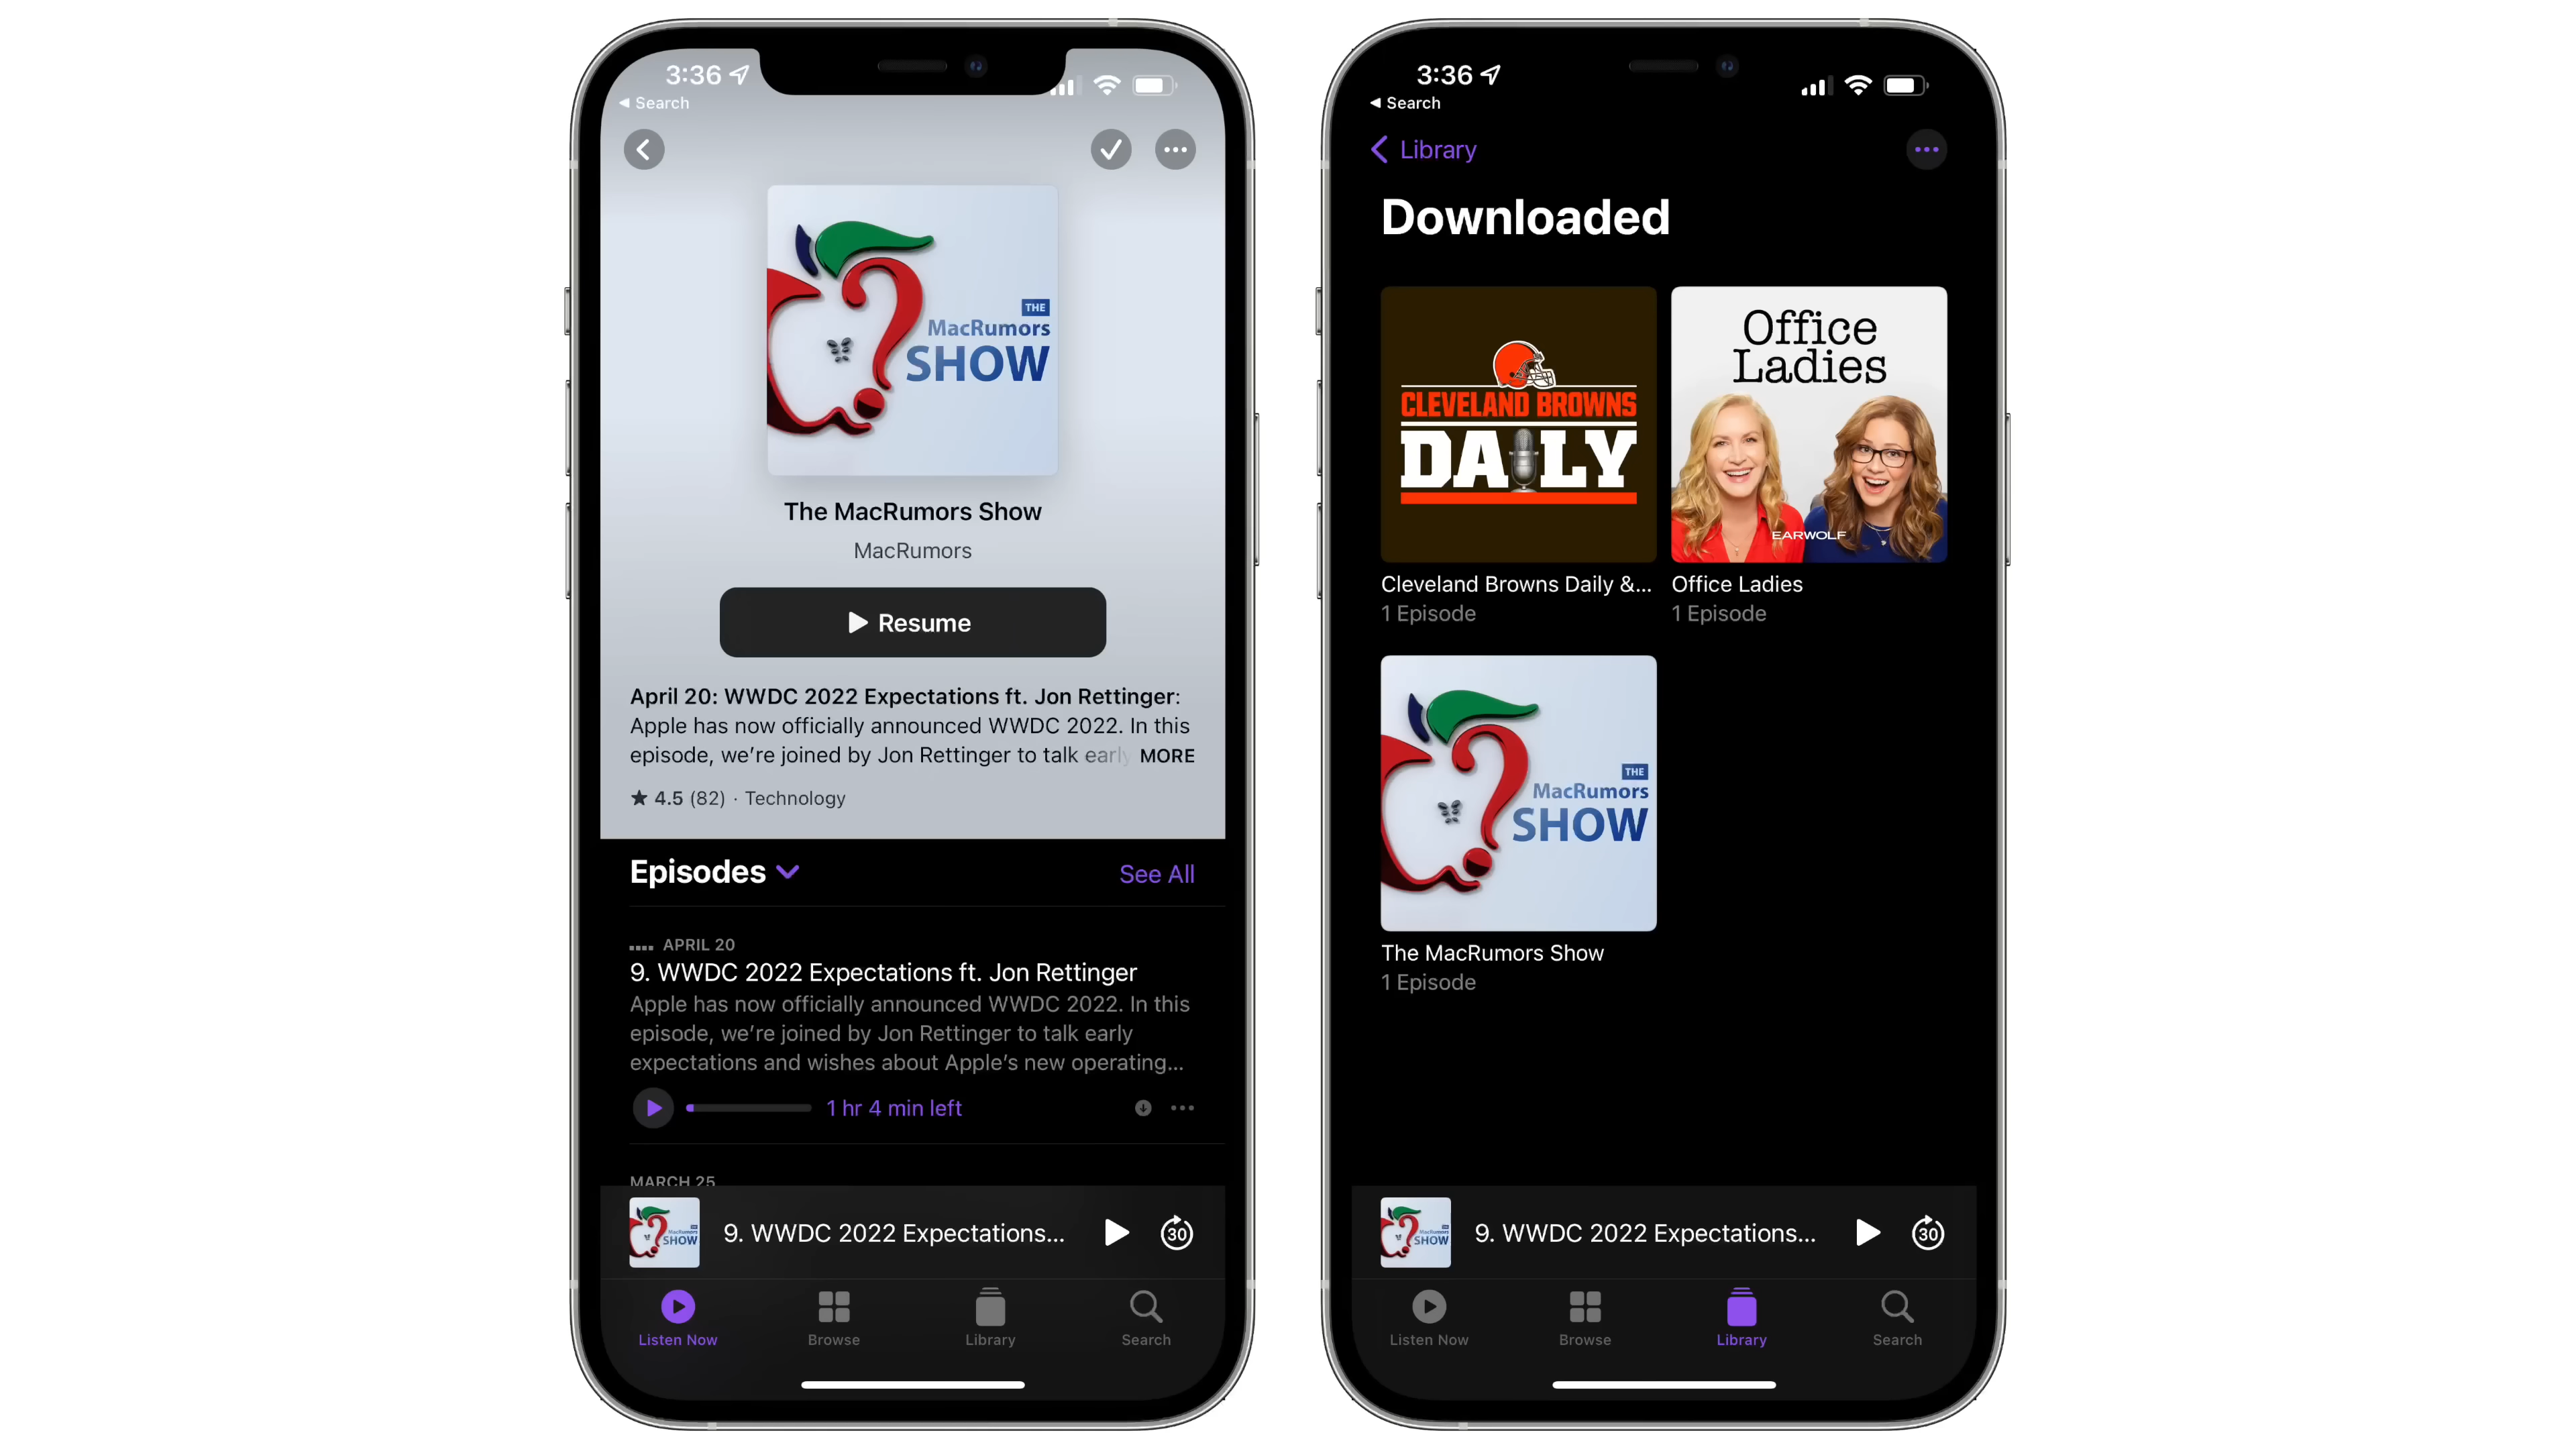 3:36
Search
THE
MacRumors
SHOW
The MacRumors Show
MacRumors
Resume
April 20: WWDC 2022 Expectations ft. Jon Rettinger:
Apple has now officially announced WWDC 2022. In this
episode, we're joined by Jon Rettinger to talk early MORE
4.5 (82) · Technology
Episodes
See All
APRIL 20
9. WWDC 2022 Expectations ft. Jon Rettinger
Apple has now officially announced WWDC 2022. In this
episode, we're joined by Jon Rettinger to talk early
expectations and wishes about Apple's new operating...
1 hr 4 min left
MARCH 25
MacRumors
SHOW
9. WWDC 2022 Expectations...
30
Listen Now
Browse
Library
Search
3:36
Search
Library
Downloaded
CLEVELAND BROWNS
DAILY
Office
Ladies
EARWOLF
Cleveland Browns Daily &...
1 Episode
Office Ladies
1 Episode
THE
MacRumors
SHOW
The MacRumors Show
1 Episode
MacRumors
SHOW
9. WWDC 2022 Expectations...
30
Listen Now
Browse
Library
Search